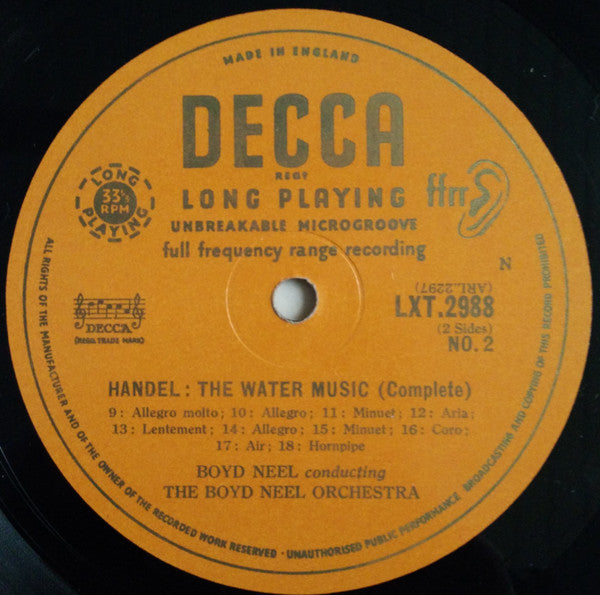 MADE IN ENGLAND
DECCA
REGD
LONG PLAYING
UNBREAKABLE MICROGROOVE
full frequency range recording
ffrr
LONG
33⅓
RPM
PLAYING
N
DECCA
(REGD. TRADE MARK)
(ARL.2297)
LXT.2988
(2 Sides)
NO. 2
HANDEL : THE WATER MUSIC (Complete)
9: Allegro molto; 10: Allegro; 11: Minuet; 12: Aria;
13: Lentement; 14: Allegro; 15: Minuet; 16: Coro;
17: Air; 18: Hornpipe
BOYD NEEL conducting
THE BOYD NEEL ORCHESTRA
ALL RIGHTS OF THE MANUFACTURER AND OF THE OWNER OF THE RECORDED WORK RESERVED · UNAUTHORISED PUBLIC PERFORMANCE BROADCASTING AND COPYING OF THIS RECORD PROHIBITED